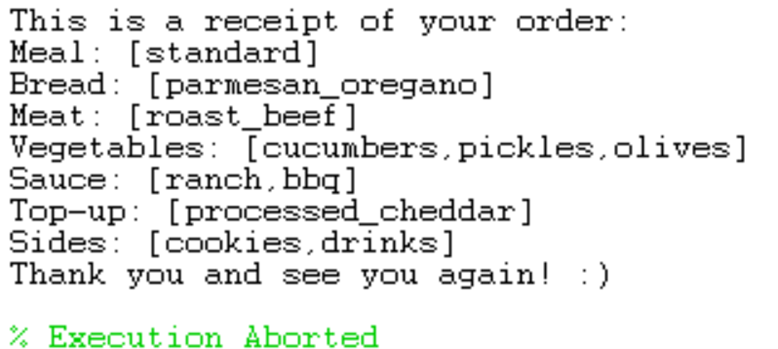 This is a receipt of your order:
Meal: [standard]
Bread: [parmesan_oregano]
Meat: [roast_beef]
Vegetables: [cucumbers,pickles,olives]
Sauce: [ranch,bbq]
Top-up: [processed_cheddar]
Sides: [cookies,drinks]
Thank you and see you again! :)
% Execution Aborted